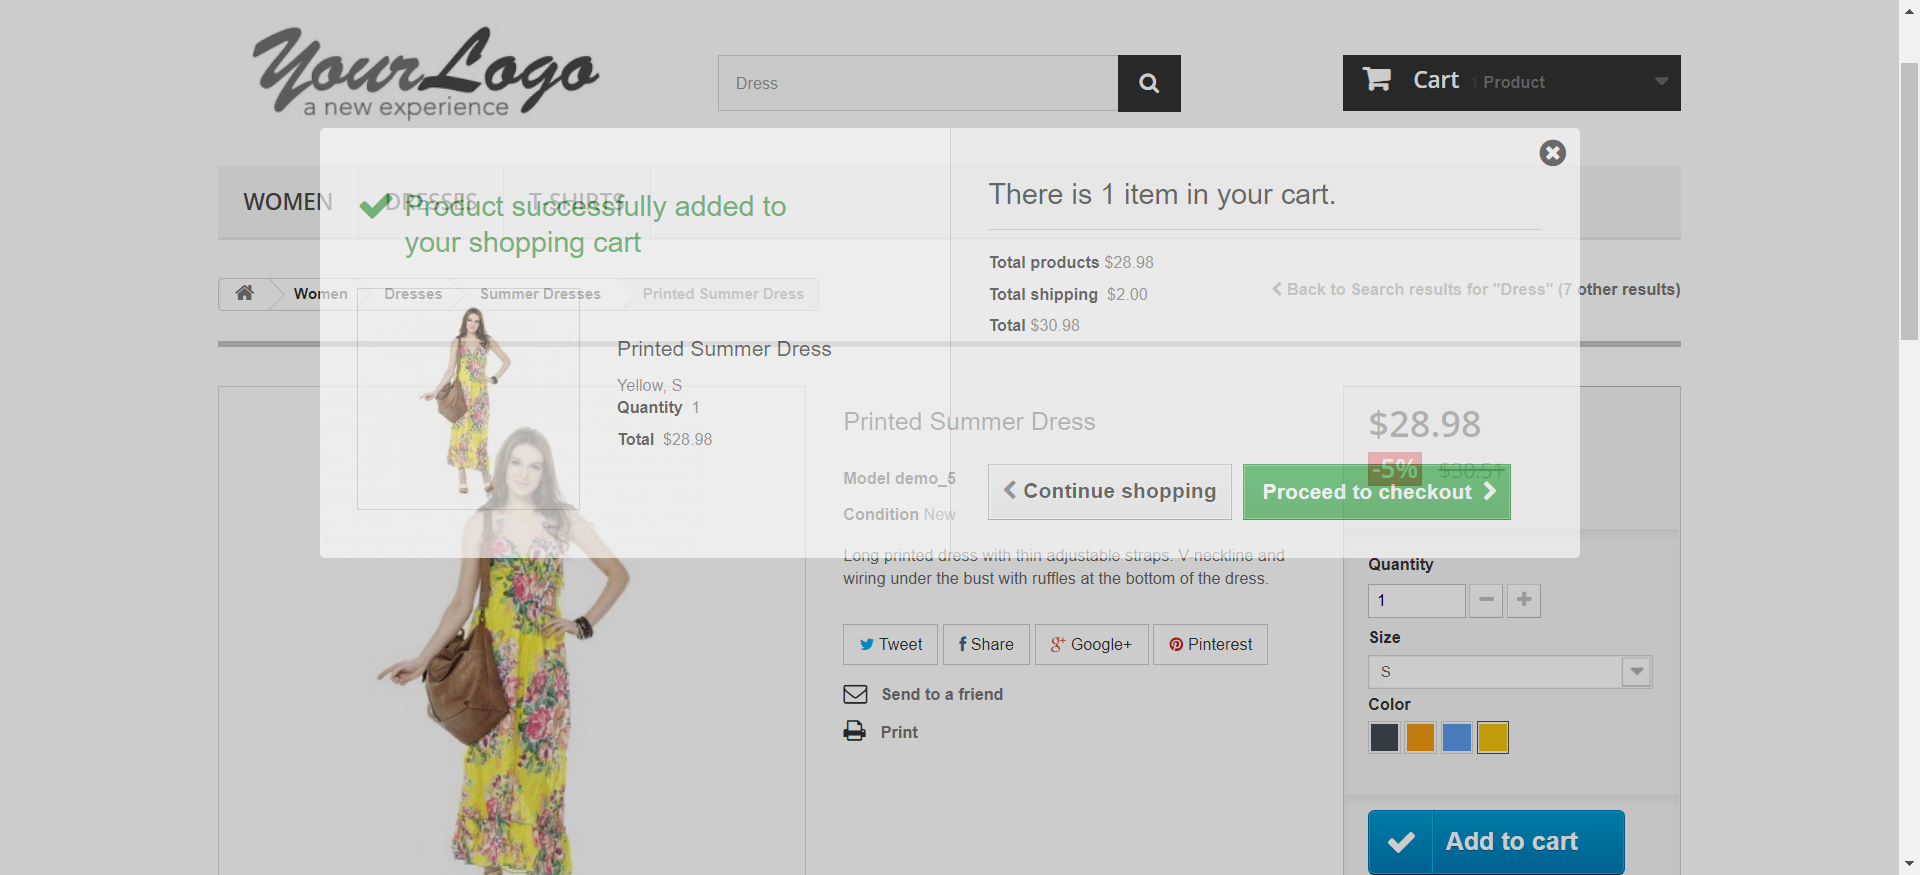 YourLogo
a new experience
Dress
Cart 1 Product
WOMEN
DRESSES
T-SHIRTS
Product successfully added to
your shopping cart
There is 1 item in your cart.
Total products $28.98
Total shipping $2.00
Total $30.98
Women
Dresses
Summer Dresses
Printed Summer Dress
Back to Search results for "Dress" (7 other results)
Printed Summer Dress
Yellow, S
Quantity 1
Total $28.98
Continue shopping
Proceed to checkout
Printed Summer Dress
Model demo_5
Condition New
Long printed dress with thin adjustable straps. V-neckline and
wiring under the bust with ruffles at the bottom of the dress.
Tweet
Share
Google+
Pinterest
Send to a friend
Print
$28.98
-5% $30.51
Quantity
1
Size
S
Color
Add to cart